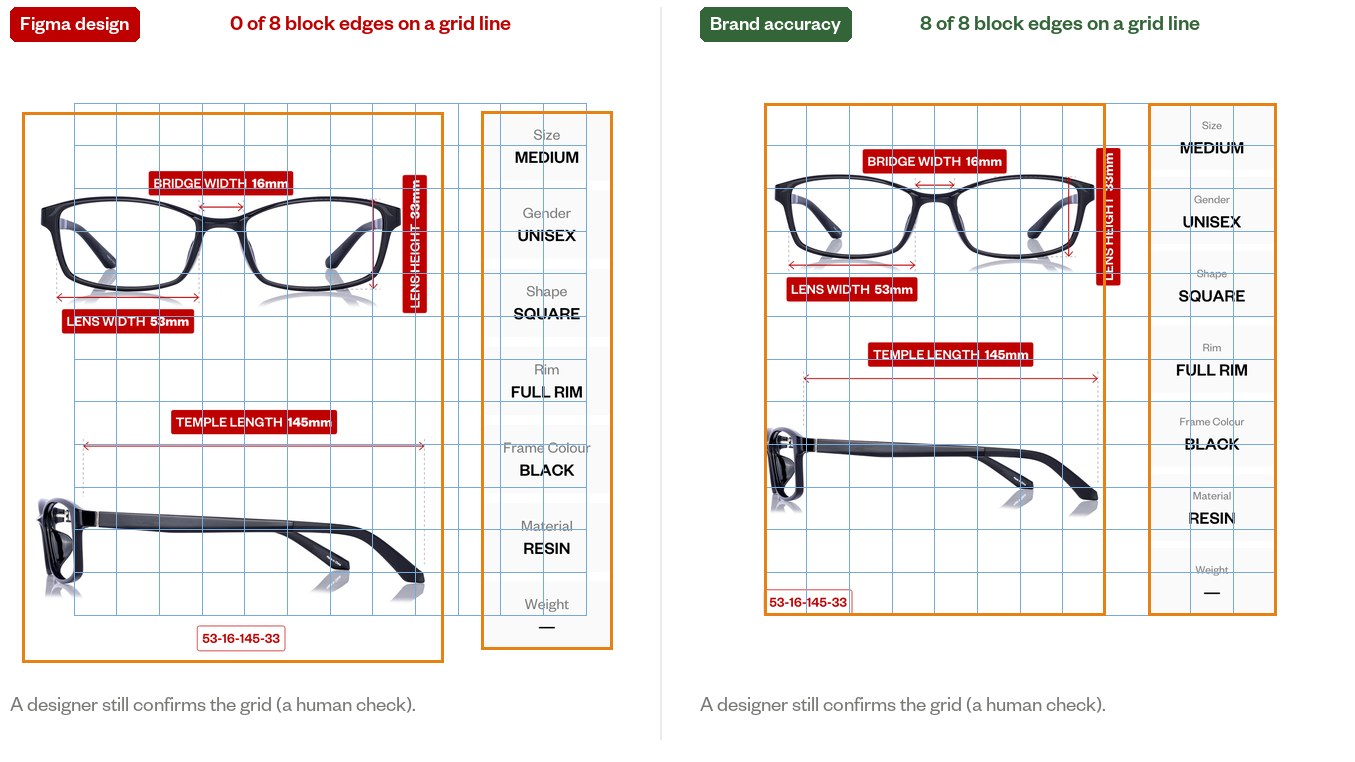 Figma design
0 of 8 block edges on a grid line
BRIDGE WIDTH 16mm
LENS HEIGHT 33mm
LENS WIDTH 53mm
TEMPLE LENGTH 145mm
53-16-145-33
Size
MEDIUM
Gender
UNISEX
Shape
SQUARE
Rim
FULL RIM
Frame Colour
BLACK
Material
RESIN
Weight
—
A designer still confirms the grid (a human check).
Brand accuracy
8 of 8 block edges on a grid line
BRIDGE WIDTH 16mm
LENS HEIGHT 33mm
LENS WIDTH 53mm
TEMPLE LENGTH 145mm
53-16-145-33
Size
MEDIUM
Gender
UNISEX
Shape
SQUARE
Rim
FULL RIM
Frame Colour
BLACK
Material
RESIN
Weight
—
A designer still confirms the grid (a human check).